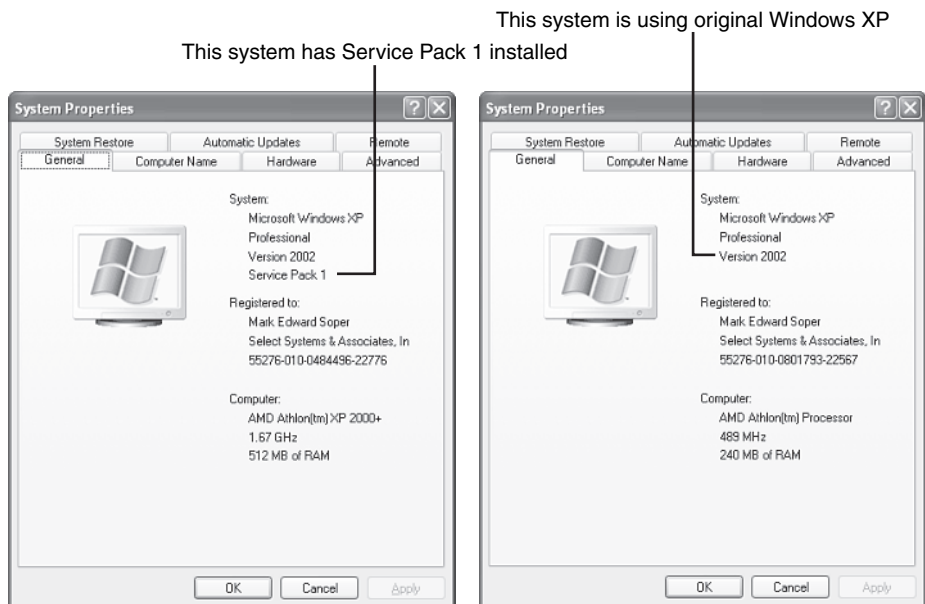 This system is using original Windows XP
This system has Service Pack 1 installed
System Properties
System Restore Automatic Updates Remote
General Computer Name Hardware Advanced
System:
Microsoft Windows XP
Professional
Version 2002
Service Pack 1
Registered to:
Mark Edward Soper
Select Systems & Associates, In
55276-010-0484496-22776
Computer:
AMD Athlon(tm) XP 2000+
1.67 GHz
512 MB of RAM
OK Cancel Apply
System Properties
System Restore Automatic Updates Remote
General Computer Name Hardware Advanced
System:
Microsoft Windows XP
Professional
Version 2002
Registered to:
Mark Edward Soper
Select Systems & Associates, In
55276-010-0801793-22567
Computer:
AMD Athlon(tm) Processor
489 MHz
240 MB of RAM
OK Cancel Apply